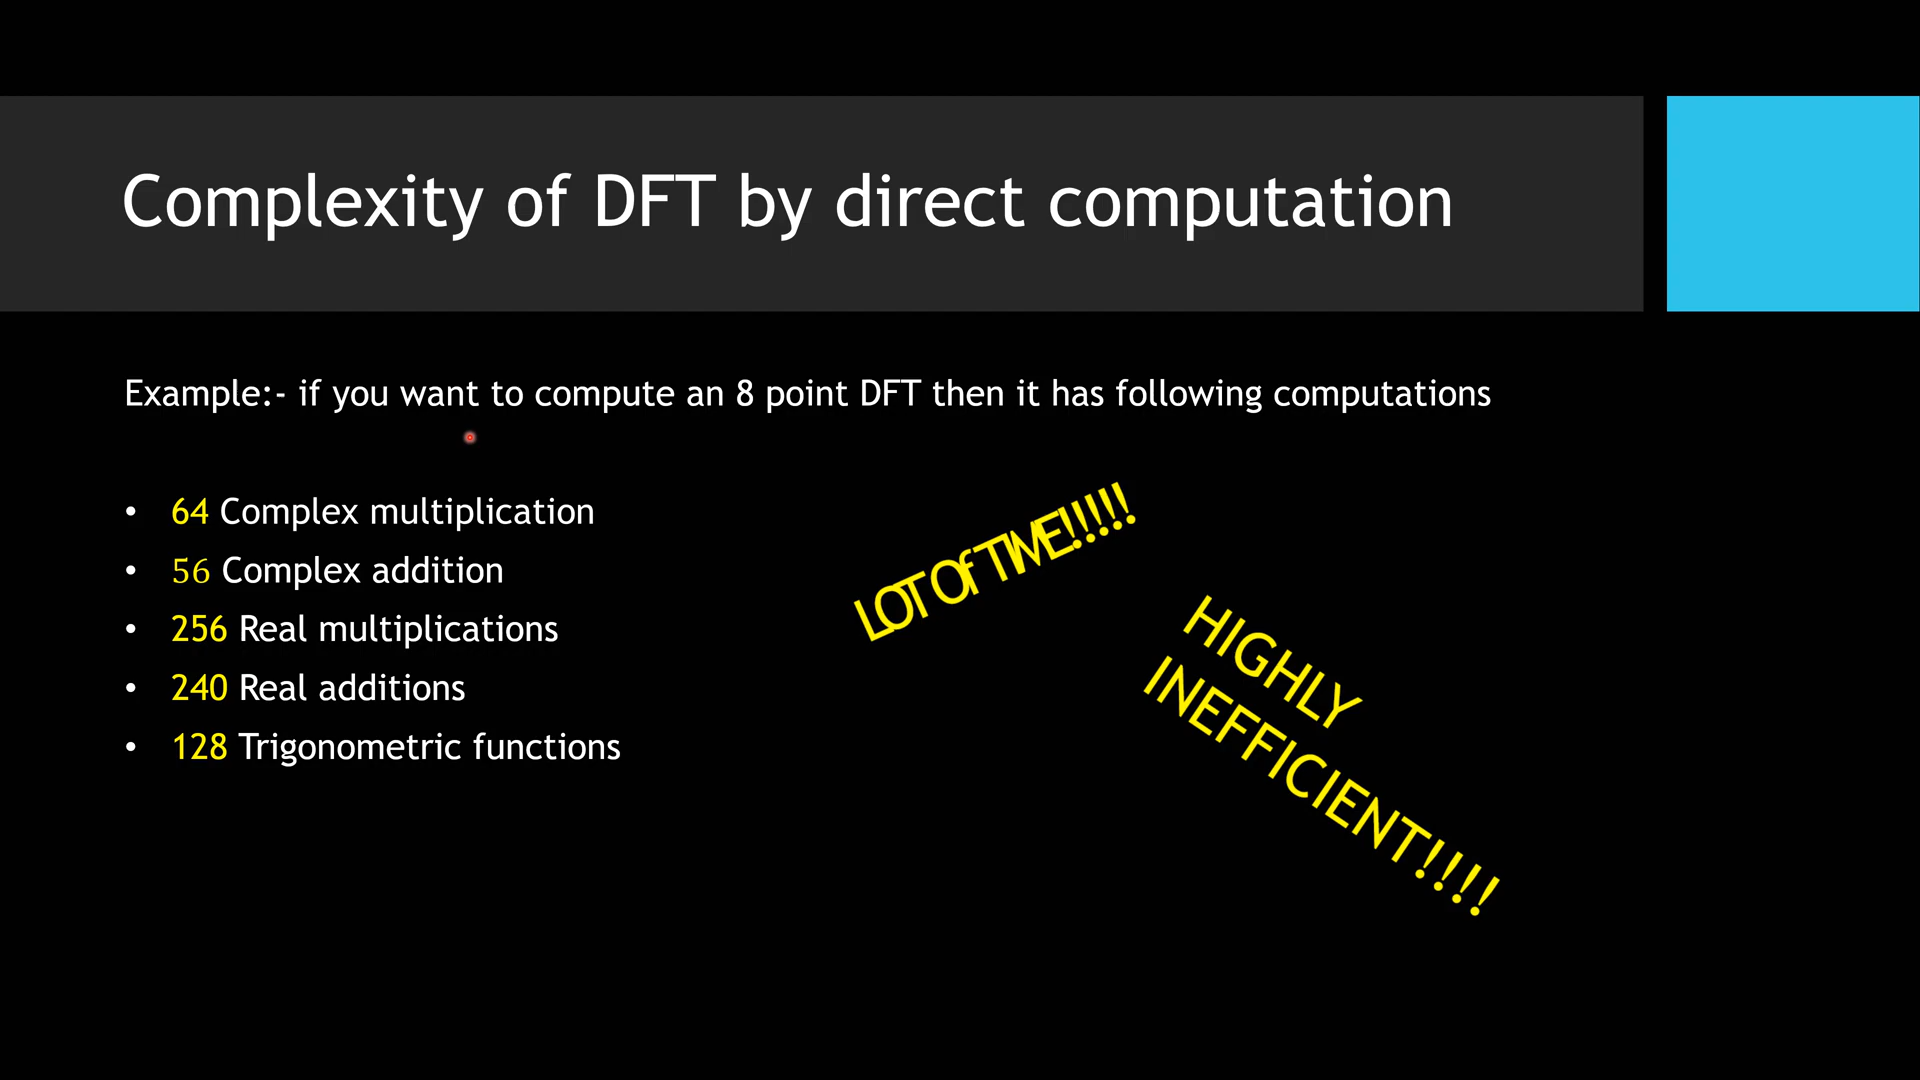 Complexity of DFT by direct computation
Example:- if you want to compute an 8 point DFT then it has following computations
• 64 Complex multiplication
• 56 Complex addition
• 256 Real multiplications
• 240 Real additions
• 128 Trigonometric functions
LOT Of TIME!!!!!
HIGHLY
INEFFICIENT!!!!